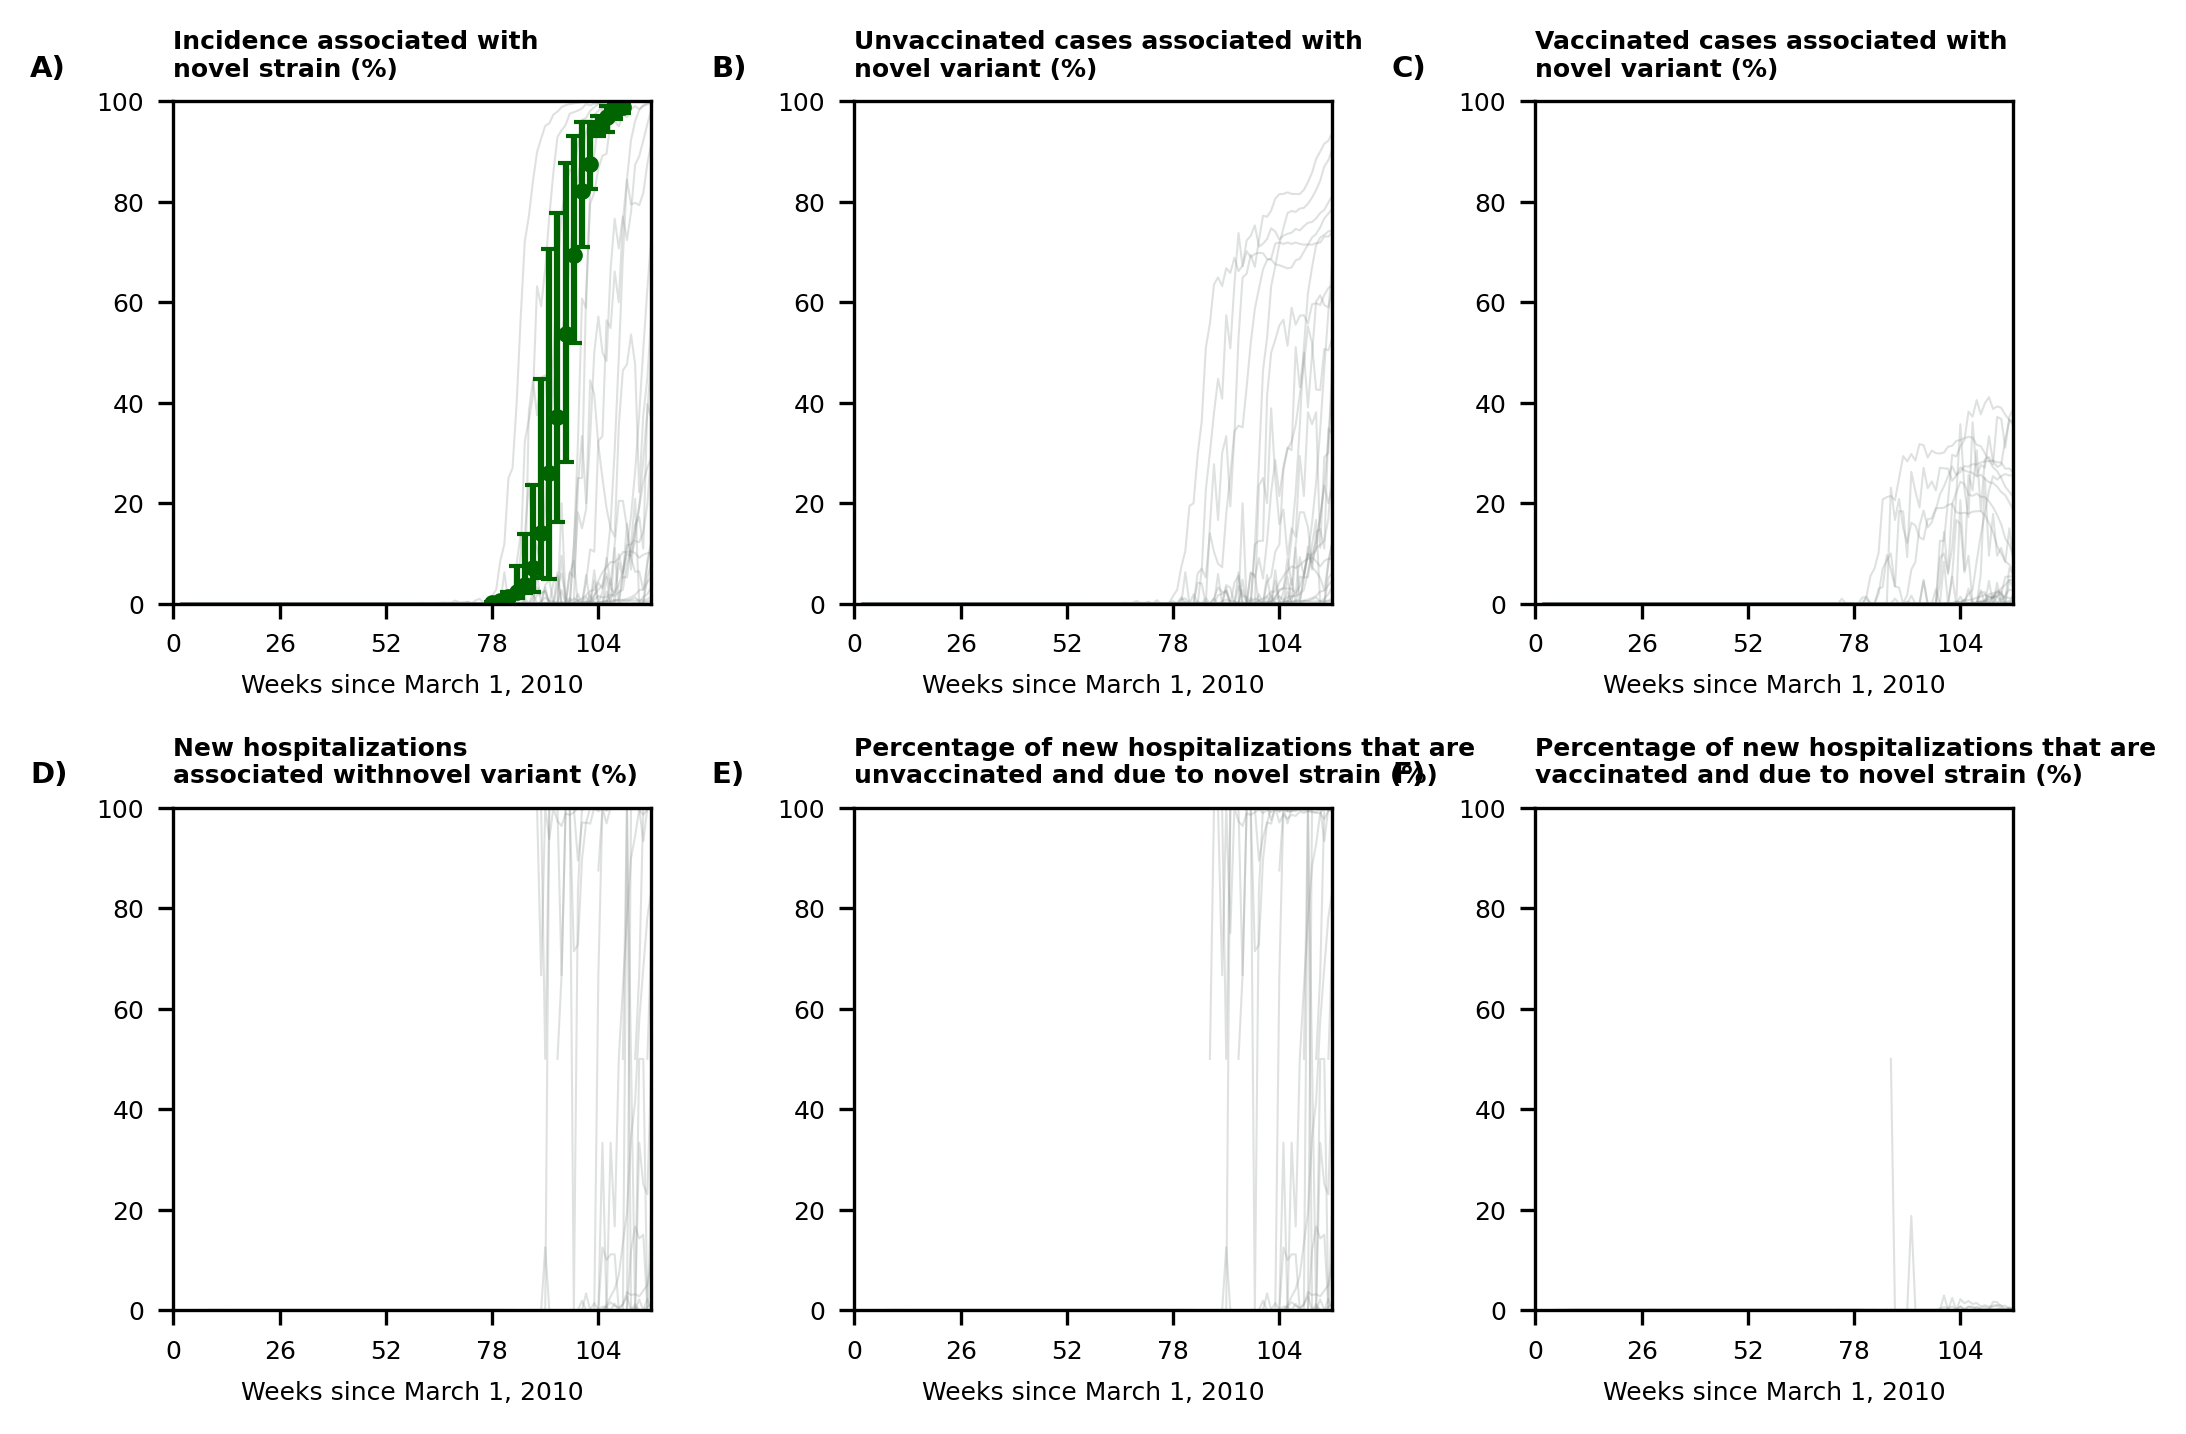 A)
Incidence associated with
novel strain (%)
100
80
60
40
20
0
0 26 52 78 104
Weeks since March 1, 2010
B)
Unvaccinated cases associated with
novel variant (%)
100
80
60
40
20
0
0 26 52 78 104
Weeks since March 1, 2010
C)
Vaccinated cases associated with
novel variant (%)
100
80
60
40
20
0
0 26 52 78 104
Weeks since March 1, 2010
D)
New hospitalizations
associated withnovel variant (%)
100
80
60
40
20
0
0 26 52 78 104
Weeks since March 1, 2010
E)
Percentage of new hospitalizations that are
unvaccinated and due to novel strain (%)
100
80
60
40
20
0
0 26 52 78 104
Weeks since March 1, 2010
F)
Percentage of new hospitalizations that are
vaccinated and due to novel strain (%)
100
80
60
40
20
0
0 26 52 78 104
Weeks since March 1, 2010